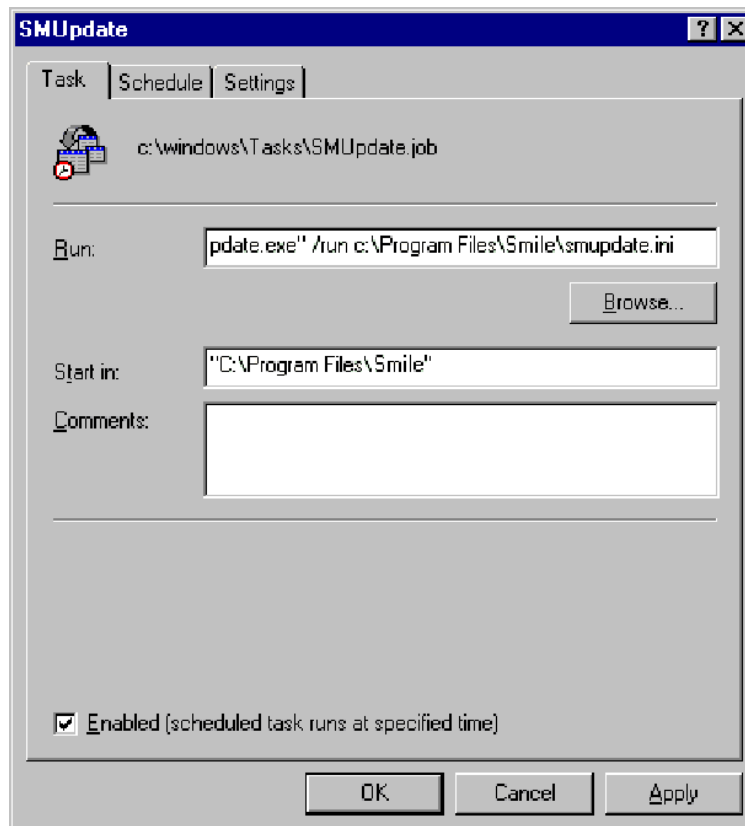 SMUpdate
Task Schedule Settings
c:\windows\Tasks\SMUpdate.job
Run: pdate.exe" /run c:\Program Files\Smile\smupdate.ini
Browse...
Start in: "C:\Program Files\Smile"
Comments:
Enabled (scheduled task runs at specified time)
OK Cancel Apply